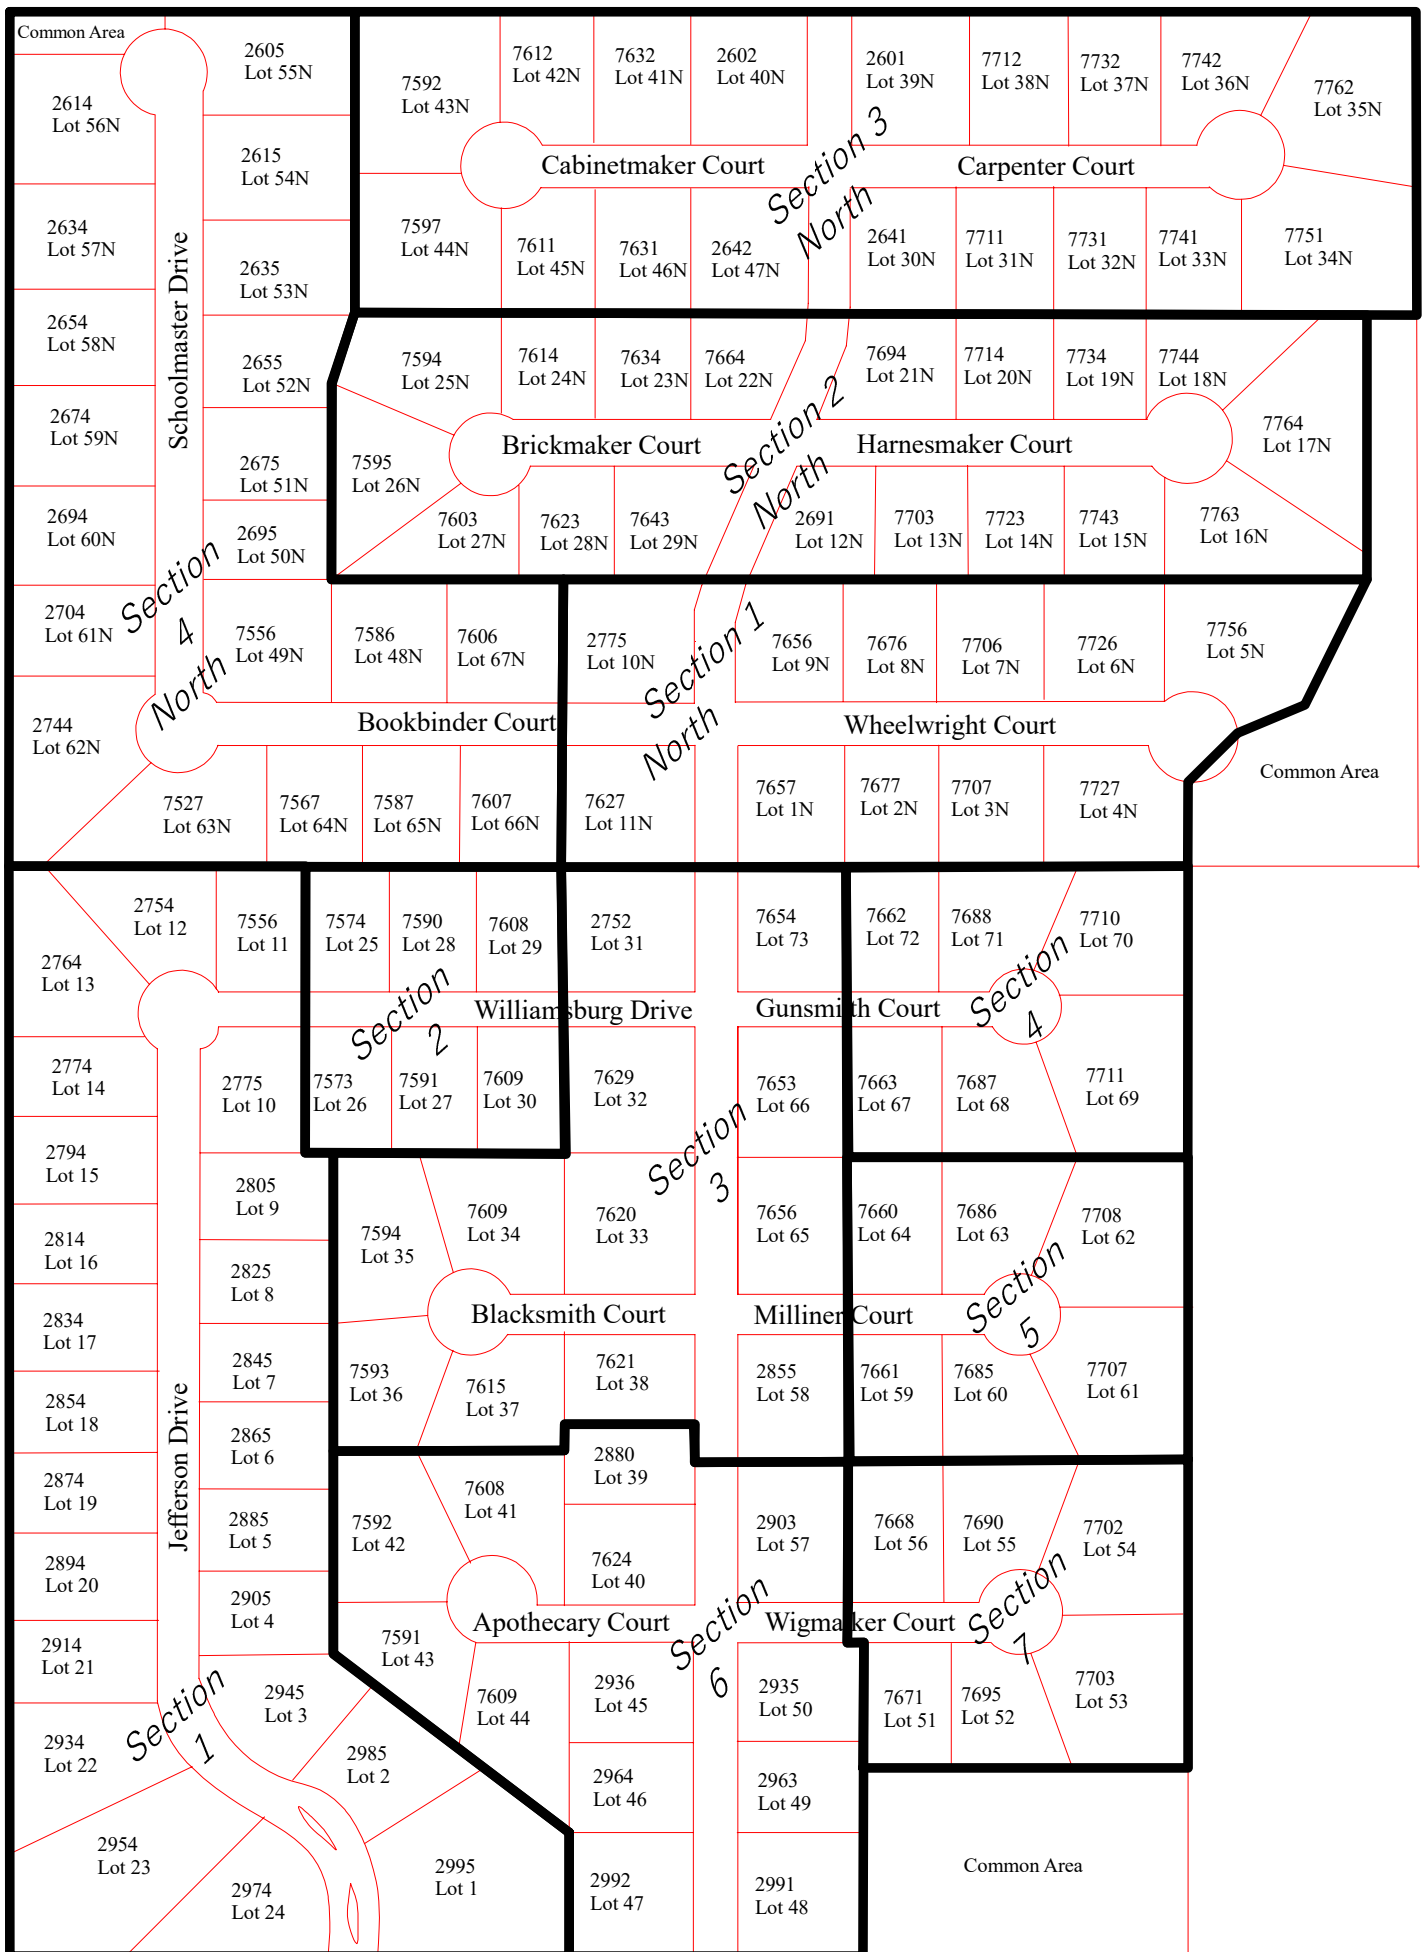 Common Area
2605
Lot 55N
2614
Lot 56N
2615
Lot 54N
2634
Lot 57N
2635
Lot 53N
2654
Lot 58N
2655
Lot 52N
2674
Lot 59N
2675
Lot 51N
2694
Lot 60N
2695
Lot 50N
2704
Lot 61N
7556
Lot 49N
7586
Lot 48N
7606
Lot 67N
2744
Lot 62N
7527
Lot 63N
7567
Lot 64N
7587
Lot 65N
7607
Lot 66N
Schoolmaster Drive
Section
4
North
Bookbinder Court
7592
Lot 43N
7612
Lot 42N
7632
Lot 41N
2602
Lot 40N
2601
Lot 39N
7712
Lot 38N
7732
Lot 37N
7742
Lot 36N
7762
Lot 35N
Cabinetmaker Court
Section 3
North
Carpenter Court
7597
Lot 44N
7611
Lot 45N
7631
Lot 46N
2642
Lot 47N
2641
Lot 30N
7711
Lot 31N
7731
Lot 32N
7741
Lot 33N
7751
Lot 34N
7594
Lot 25N
7614
Lot 24N
7634
Lot 23N
7664
Lot 22N
7694
Lot 21N
7714
Lot 20N
7734
Lot 19N
7744
Lot 18N
7764
Lot 17N
Brickmaker Court
Section 2
North
Harnesmaker Court
7595
Lot 26N
7603
Lot 27N
7623
Lot 28N
7643
Lot 29N
2691
Lot 12N
7703
Lot 13N
7723
Lot 14N
7743
Lot 15N
7763
Lot 16N
2775
Lot 10N
Section 1
North
7656
Lot 9N
7676
Lot 8N
7706
Lot 7N
7726
Lot 6N
7756
Lot 5N
Wheelwright Court
Common Area
7627
Lot 11N
7657
Lot 1N
7677
Lot 2N
7707
Lot 3N
7727
Lot 4N
2754
Lot 12
7556
Lot 11
2764
Lot 13
2774
Lot 14
2775
Lot 10
2794
Lot 15
2805
Lot 9
2814
Lot 16
2825
Lot 8
2834
Lot 17
2845
Lot 7
2854
Lot 18
2865
Lot 6
2874
Lot 19
2885
Lot 5
2894
Lot 20
2905
Lot 4
2914
Lot 21
2945
Lot 3
2934
Lot 22
2985
Lot 2
2954
Lot 23
2974
Lot 24
2995
Lot 1
Jefferson Drive
Section
1
7574
Lot 25
7590
Lot 28
7608
Lot 29
Williamsburg Drive
Section
2
7573
Lot 26
7591
Lot 27
7609
Lot 30
2752
Lot 31
7654
Lot 73
7629
Lot 32
7653
Lot 66
Section
3
7594
Lot 35
7609
Lot 34
7620
Lot 33
7656
Lot 65
Blacksmith Court
Milliner Court
7593
Lot 36
7615
Lot 37
7621
Lot 38
2855
Lot 58
7662
Lot 72
7688
Lot 71
7710
Lot 70
Gunsmith Court
Section
4
7663
Lot 67
7687
Lot 68
7711
Lot 69
7660
Lot 64
7686
Lot 63
7708
Lot 62
Section
5
7661
Lot 59
7685
Lot 60
7707
Lot 61
2880
Lot 39
7608
Lot 41
7592
Lot 42
7624
Lot 40
2903
Lot 57
Apothecary Court
Section
6
Wigmaker Court
7591
Lot 43
7609
Lot 44
2936
Lot 45
2935
Lot 50
2964
Lot 46
2963
Lot 49
2992
Lot 47
2991
Lot 48
7668
Lot 56
7690
Lot 55
7702
Lot 54
Section
7
7671
Lot 51
7695
Lot 52
7703
Lot 53
Common Area